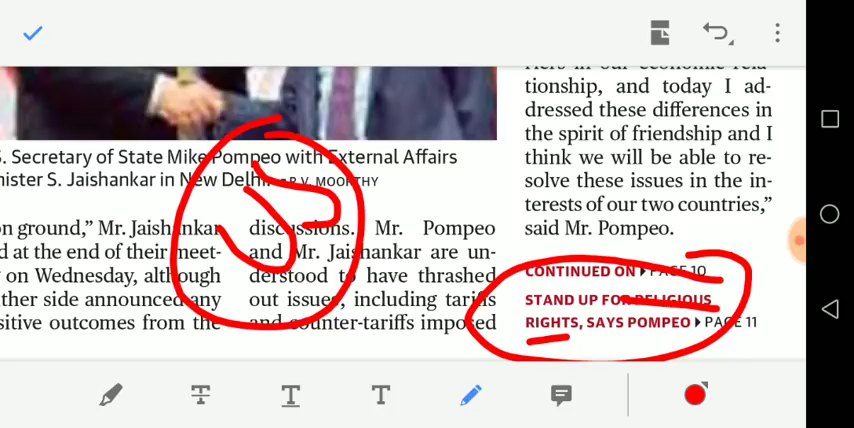 S. Secretary of State Mike Pompeo with External Affairs
nister S. Jaishankar in New Delhi. R.V. MOORTHY
on ground,” Mr. Jaishankar
d at the end of their meet-
y on Wednesday, although
ither side announced any
sitive outcomes from the
discussions. Mr. Pompeo
and Mr. Jaishankar are un-
derstood to have thrashed
out issues, including tariffs
and counter-tariffs imposed
tionship, and today I ad-
dressed these differences in
the spirit of friendship and I
think we will be able to re-
solve these issues in the in-
terests of our two countries,”
said Mr. Pompeo.
CONTINUED ON PAGE 10
STAND UP FOR RELIGIOUS
RIGHTS, SAYS POMPEO PAGE 11
T
T
T